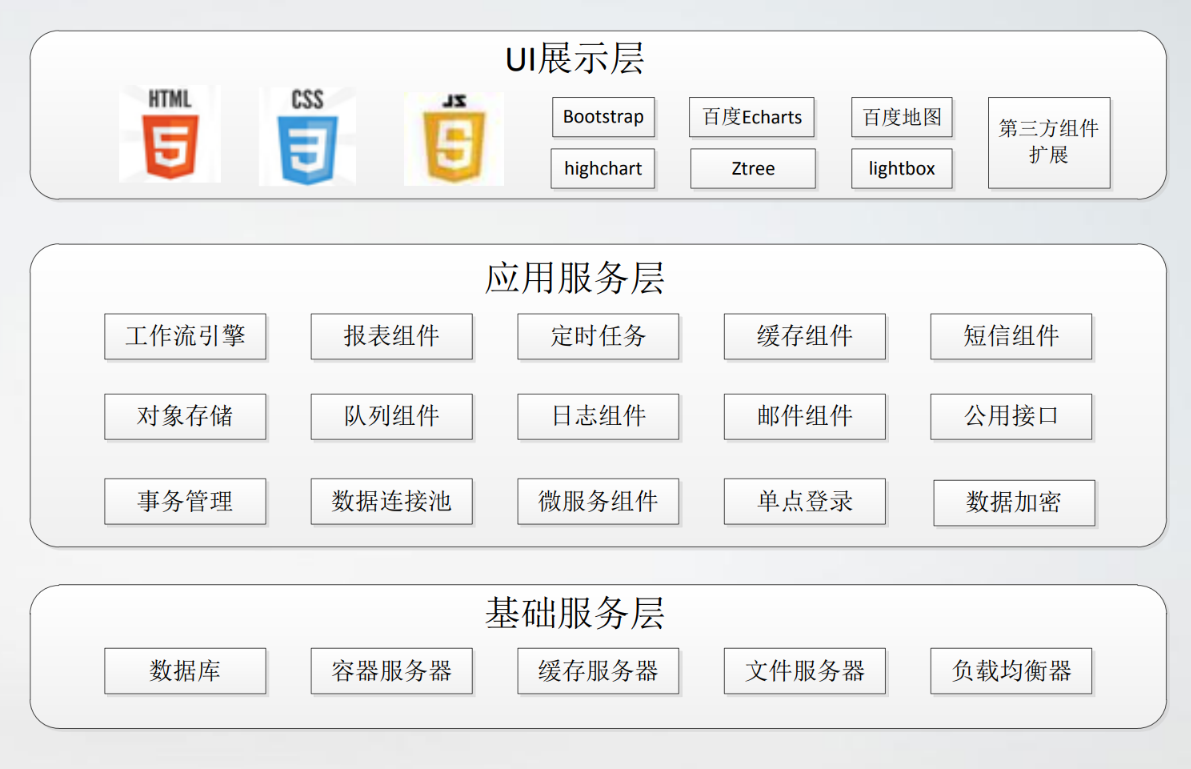 UI展示层
HTML
5
CSS
3
JS
5
Bootstrap
百度Echarts
百度地图
第三方组件
扩展
highchart
Ztree
lightbox
应用服务层
工作流引擎
报表组件
定时任务
缓存组件
短信组件
对象存储
队列组件
日志组件
邮件组件
公用接口
事务管理
数据连接池
微服务组件
单点登录
数据加密
基础服务层
数据库
容器服务器
缓存服务器
文件服务器
负载均衡器